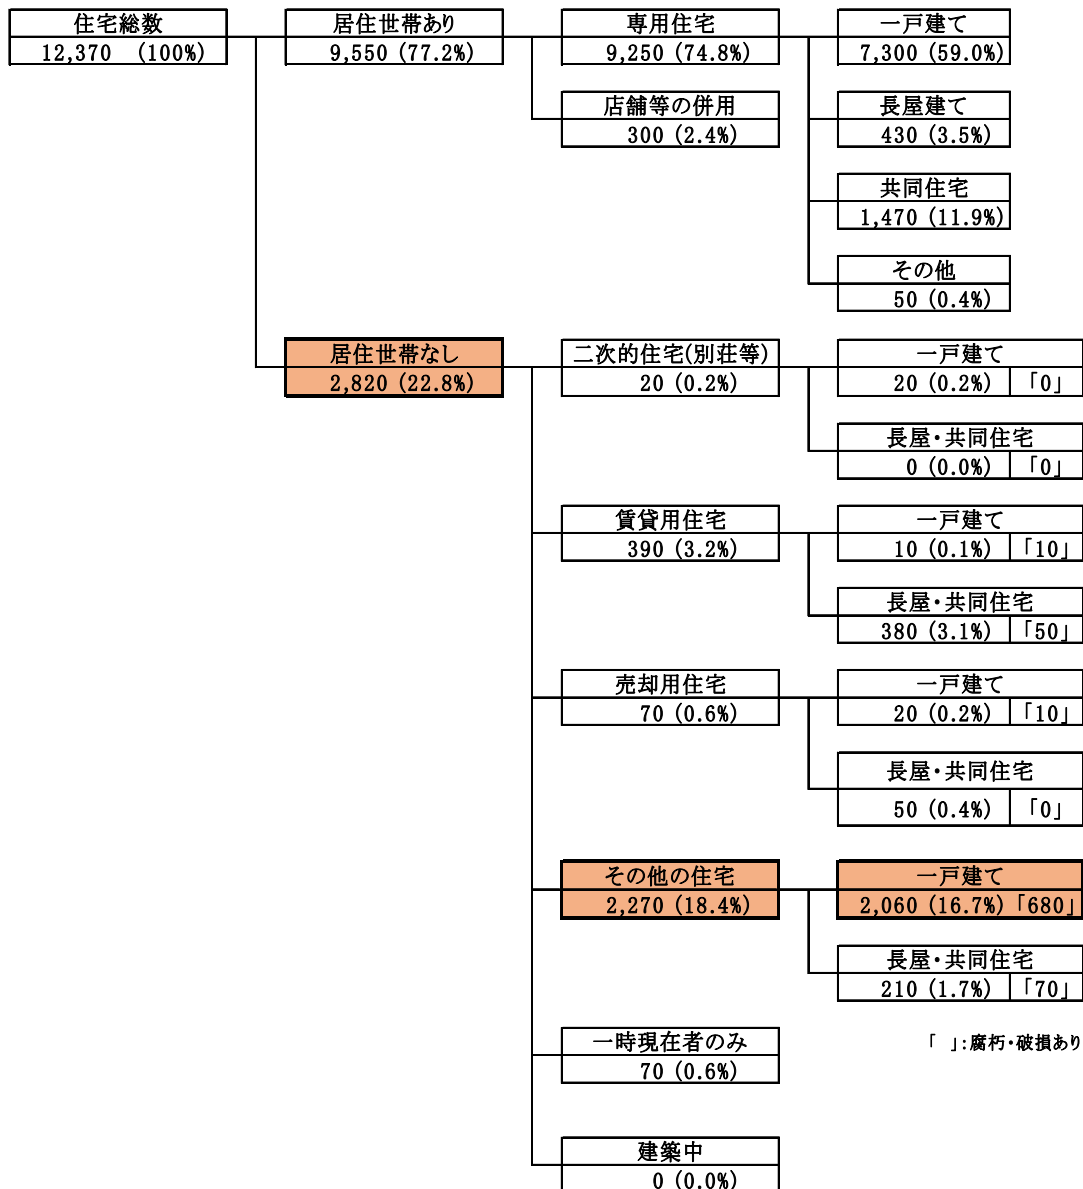 住宅総数 居住世帯あり 専用住宅 一戸建て
12,370 (100%) 9,550 (77.2%) 9,250 (74.8%) 7,300 (59.0%)
店舗等の併用 長屋建て
300 (2.4%) 430 (3.5%)
共同住宅
1,470 (11.9%)
その他
50 (0.4%)
居住世帯なし 二次的住宅(別荘等) 一戸建て
2,820 (22.8%) 20 (0.2%) 20 (0.2%) 「0」
長屋・共同住宅
0 (0.0%) 「0」
賃貸用住宅 一戸建て
390 (3.2%) 10 (0.1%) 「10」
長屋・共同住宅
380 (3.1%) 「50」
売却用住宅 一戸建て
70 (0.6%) 20 (0.2%) 「10」
長屋・共同住宅
50 (0.4%) 「0」
その他の住宅 一戸建て
2,270 (18.4%) 2,060 (16.7%) 「680」
長屋・共同住宅
210 (1.7%) 「70」
一時現在者のみ 「 」:腐朽・破損あり
70 (0.6%)
建築中
0 (0.0%)